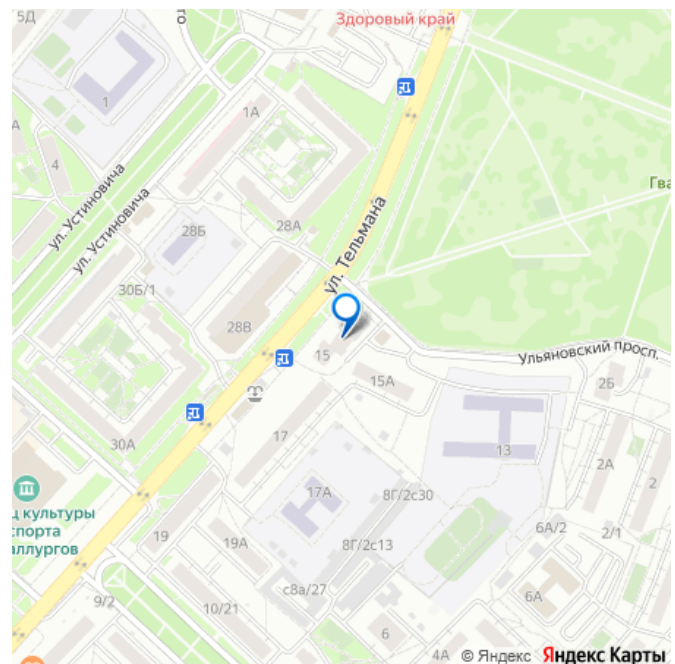 5Д
Здоровый край
го
1
1А
А
4
ул. Устиновича
ул. Устиновича
28Б
28А
ул. Тельмана
Гва
30Б/1
28В
15
Ульяновский просп.
15А
2Б
30А
17
13
2А
2
17А
8Г/2с30
ц культуры
спорта
аллургов
19
19А
8Г/2с13
6А/2
2/1
с8а/27
9/2
10/21
6
6А
4А
© Яндекс Яндекс Карты